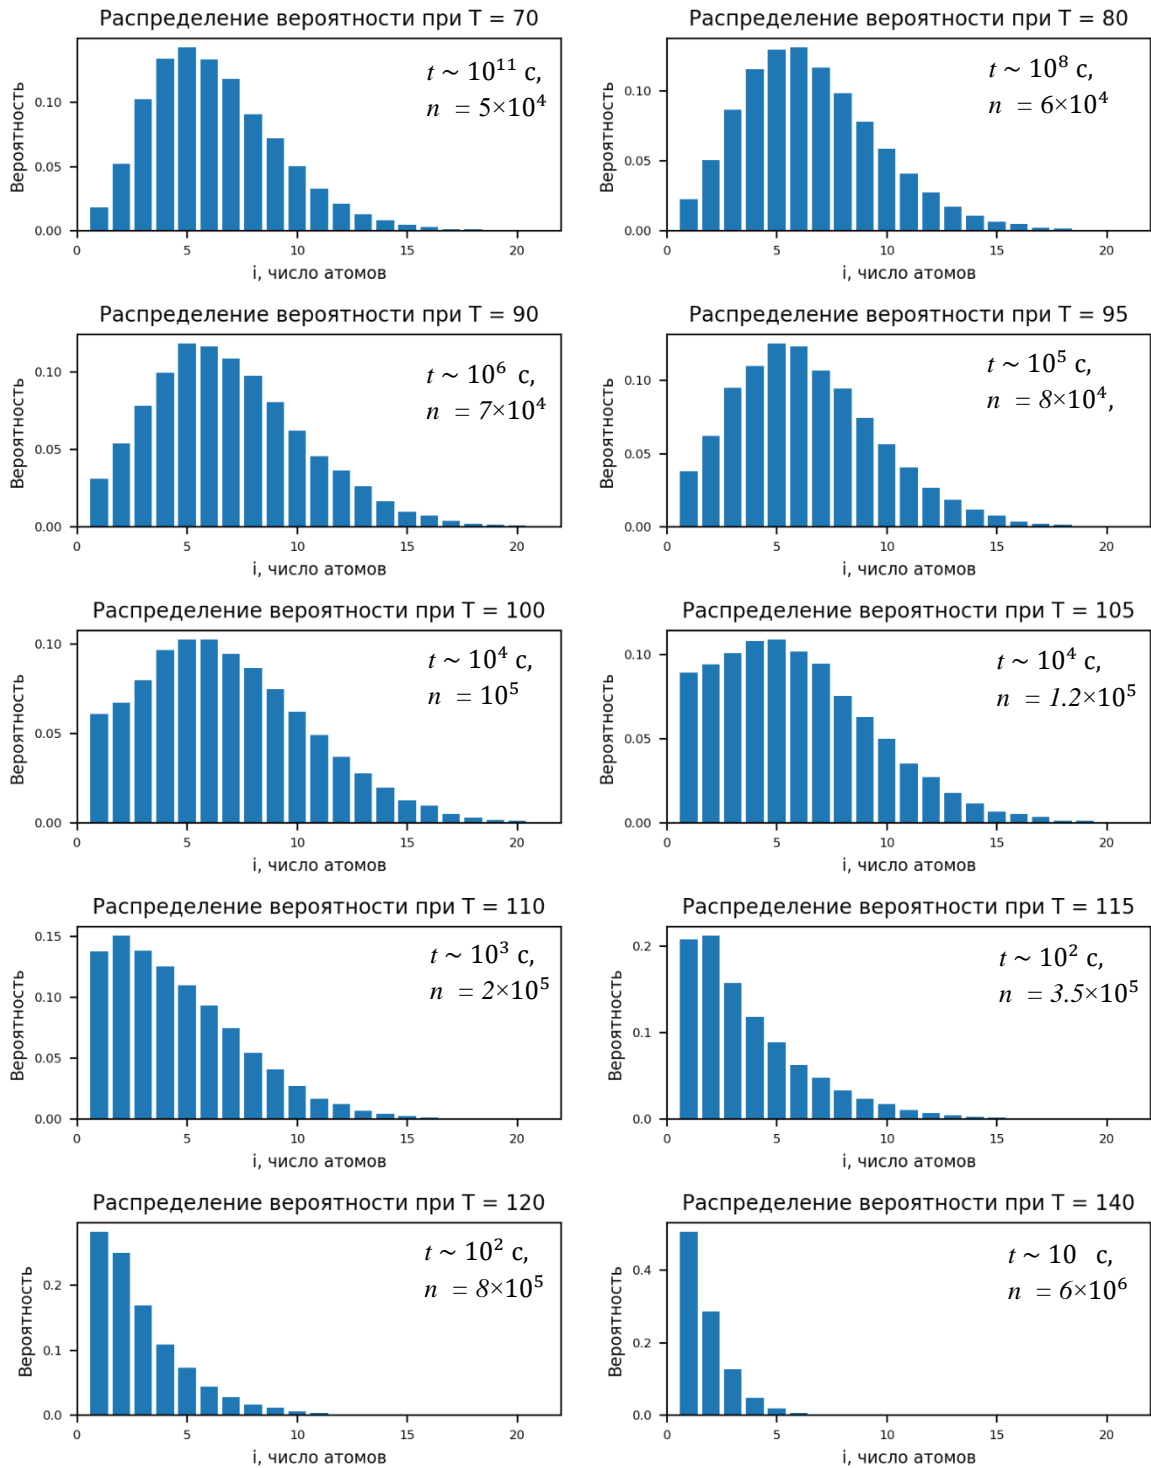 Распределение вероятности при T = 70
Вероятность
0.10
0.05
0.00
t ~ 10¹¹ с,
n = 5×10⁴
0 5 10 15 20
i, число атомов
Распределение вероятности при T = 80
Вероятность
0.10
0.05
0.00
t ~ 10⁸ с,
n = 6×10⁴
0 5 10 15 20
i, число атомов
Распределение вероятности при T = 90
Вероятность
0.10
0.05
0.00
t ~ 10⁶ с,
n = 7×10⁴
0 5 10 15 20
i, число атомов
Распределение вероятности при T = 95
Вероятность
0.10
0.05
0.00
t ~ 10⁵ с,
n = 8×10⁴,
0 5 10 15 20
i, число атомов
Распределение вероятности при T = 100
Вероятность
0.10
0.05
0.00
t ~ 10⁴ с,
n = 10⁵
0 5 10 15 20
i, число атомов
Распределение вероятности при T = 105
Вероятность
0.10
0.05
0.00
t ~ 10⁴ с,
n = 1.2×10⁵
0 5 10 15 20
i, число атомов
Распределение вероятности при T = 110
Вероятность
0.15
0.10
0.05
0.00
t ~ 10³ с,
n = 2×10⁵
0 5 10 15 20
i, число атомов
Распределение вероятности при T = 115
Вероятность
0.2
0.1
0.0
t ~ 10² с,
n = 3.5×10⁵
0 5 10 15 20
i, число атомов
Распределение вероятности при T = 120
Вероятность
0.2
0.1
0.0
t ~ 10² с,
n = 8×10⁵
0 5 10 15 20
i, число атомов
Распределение вероятности при T = 140
Вероятность
0.4
0.2
0.0
t ~ 10 с,
n = 6×10⁶
0 5 10 15 20
i, число атомов